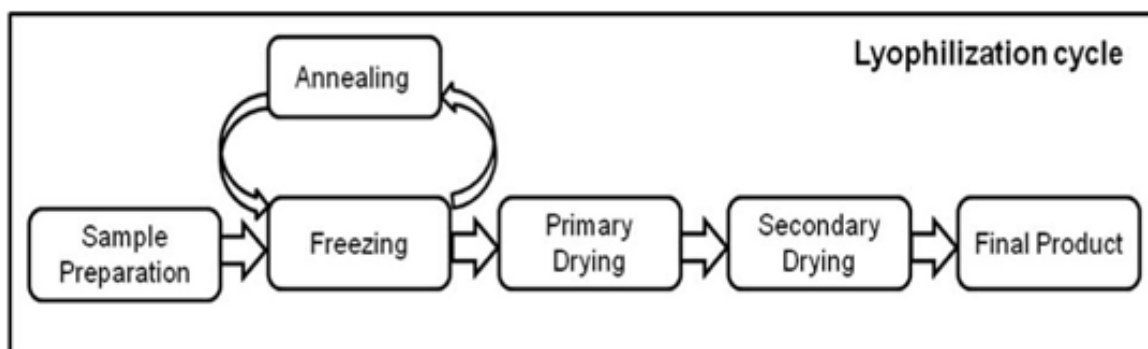 Lyophilization cycle
Annealing
Sample
Preparation
Freezing
Primary
Drying
Secondary
Drying
Final Product